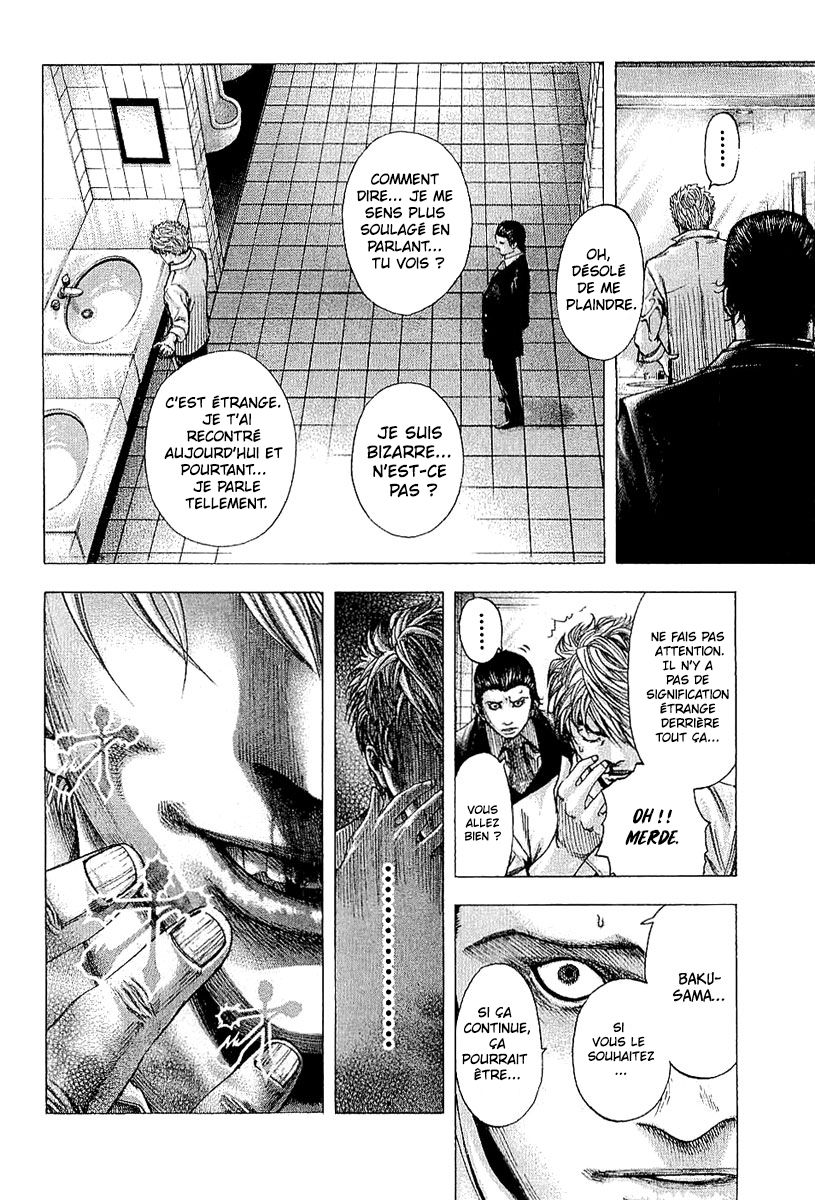 ......
OH,
DÉSOLÉ
DE ME
PLAINDRE.
COMMENT
DIRE... JE ME
SENS PLUS
SOULAGÉ EN
PARLANT...
TU VOIS ?
JE SUIS
BIZARRE...
N'EST-CE
PAS ?
C'EST ÉTRANGE.
JE T'AI
RECONTRÉ
AUJOURD'HUI ET
POURTANT...
JE PARLE
TELLEMENT.
NE FAIS PAS
ATTENTION.
IL N'Y A
PAS DE
SIGNIFICATION
ÉTRANGE
DERRIÈRE
TOUT ÇA...
OH !!
MERDE.
......
VOUS
ALLEZ
BIEN ?
BAKU-
SAMA...
SI
VOUS LE
SOUHAITEZ
...
SI ÇA
CONTINUE,
ÇA
POURRAIT
ÊTRE...
...............